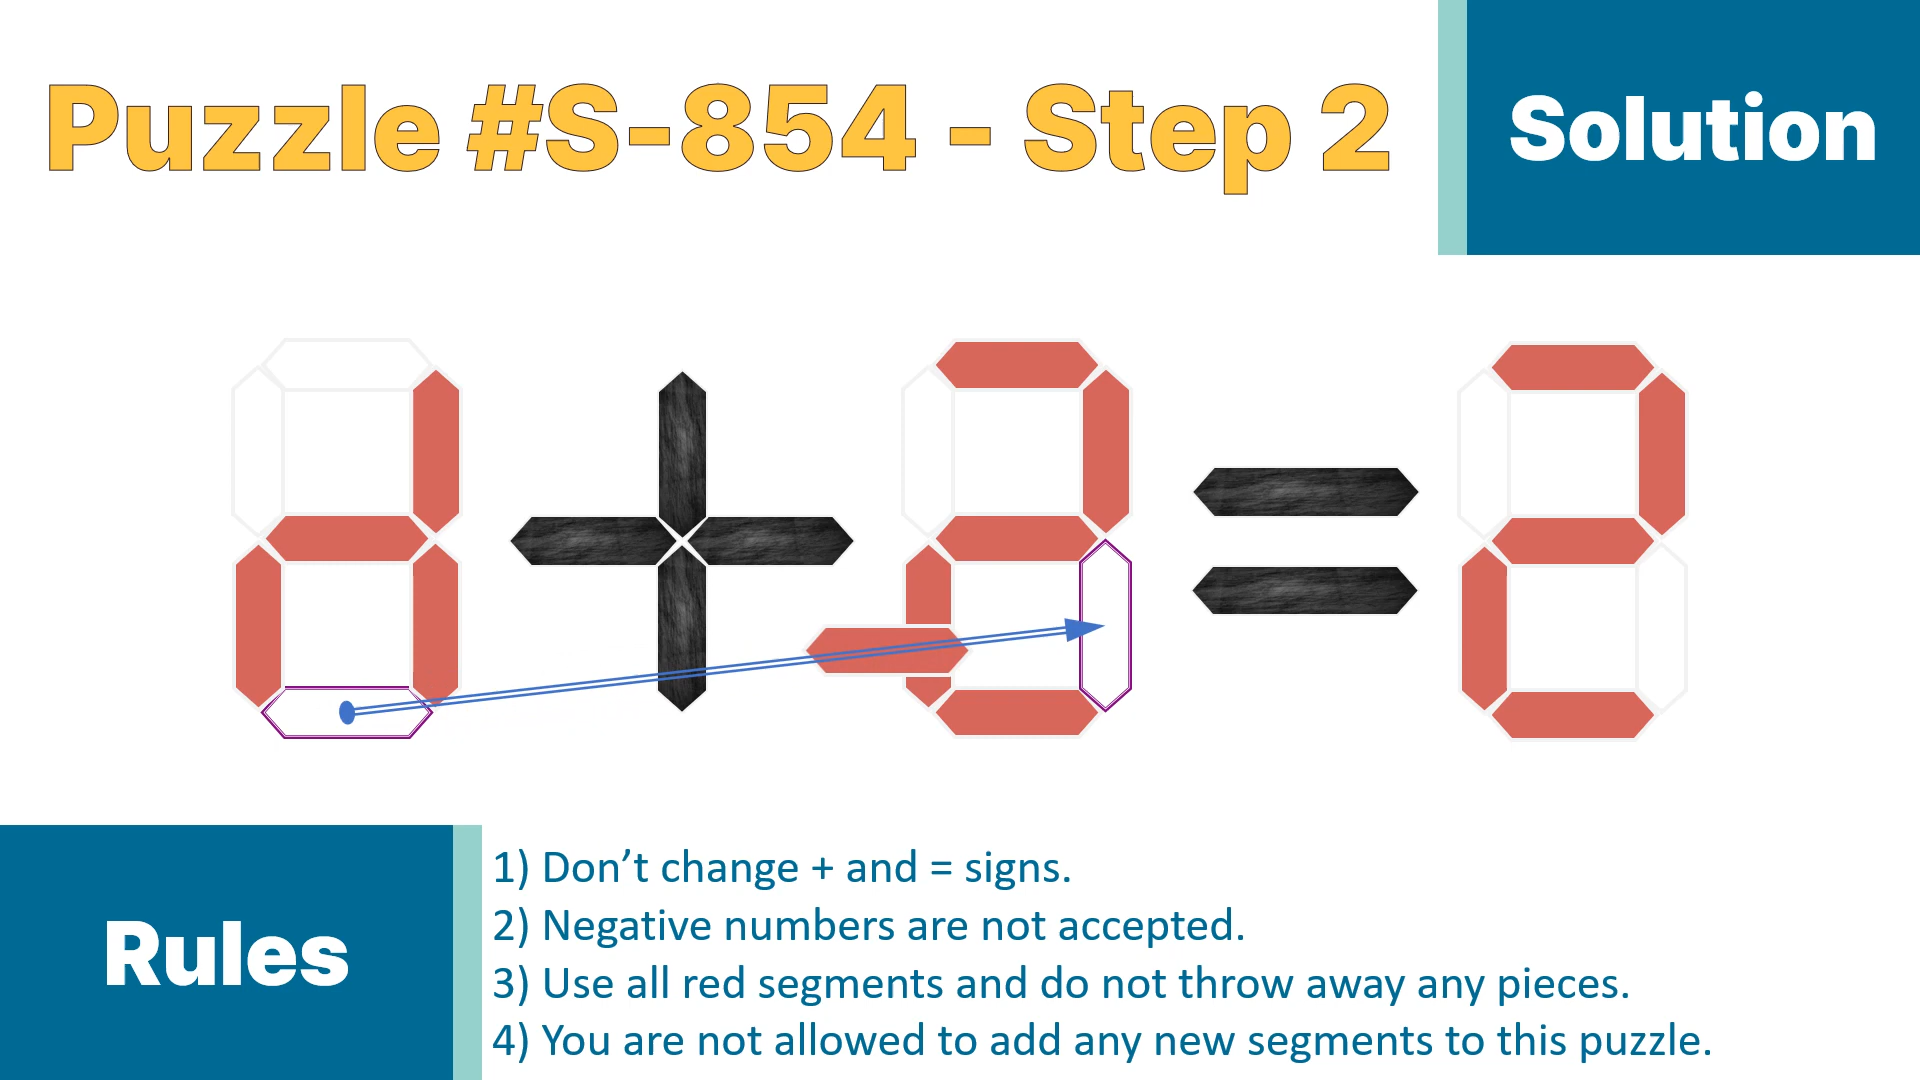 Puzzle #S-854 - Step 2
Solution
Rules
1) Don’t change + and = signs.
2) Negative numbers are not accepted.
3) Use all red segments and do not throw away any pieces.
4) You are not allowed to add any new segments to this puzzle.